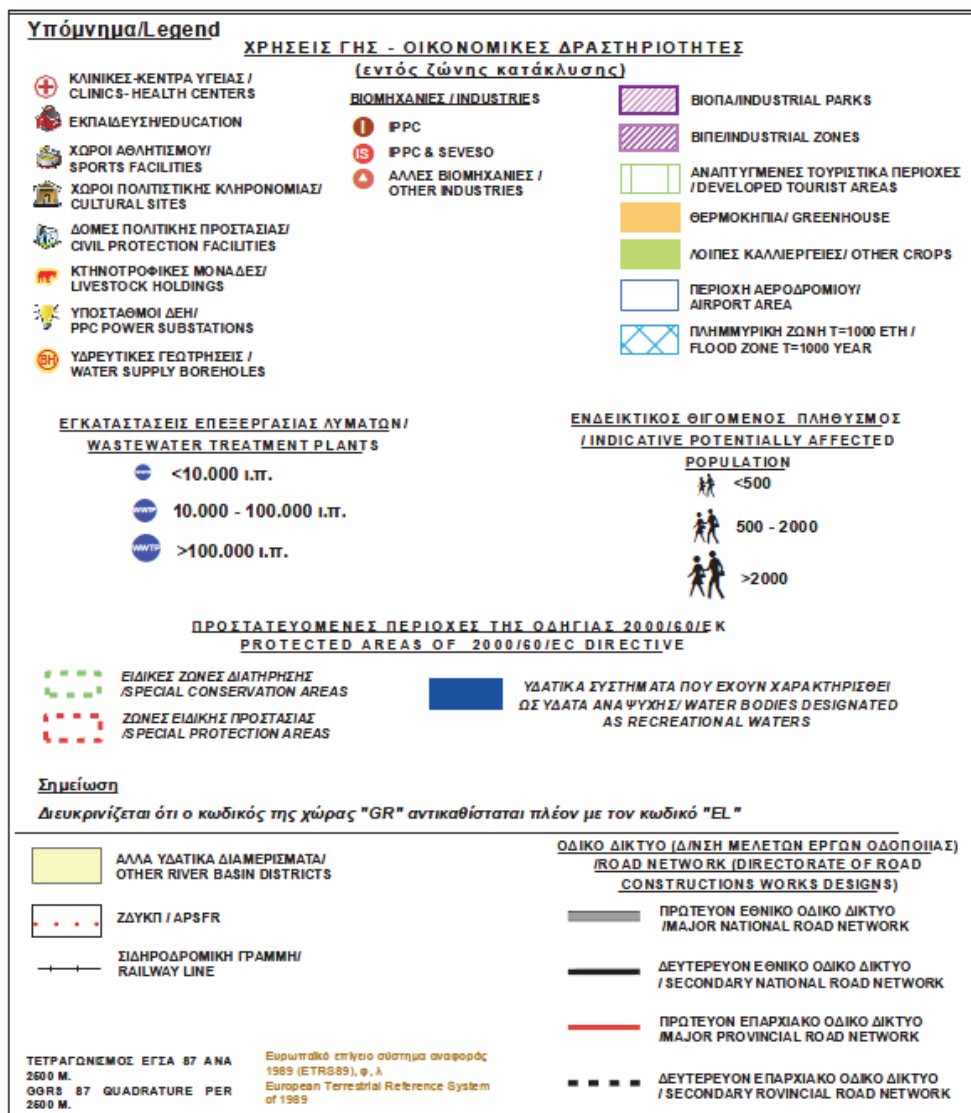 Υπόμνημα/Legend
ΧΡΗΣΕΙΣ ΓΗΣ - ΟΙΚΟΝΟΜΙΚΕΣ ΔΡΑΣΤΗΡΙΟΤΗΤΕΣ
(εντός ζώνης κατάκλυσης)
ΚΛΙΝΙΚΕΣ-ΚΕΝΤΡΑ ΥΓΕΙΑΣ /
CLINICS- HEALTH CENTERS
ΕΚΠΑΙΔΕΥΣΗ/EDUCATION
ΧΩΡΟΙ ΑΘΛΗΤΙΣΜΟΥ/
SPORTS FACILITIES
ΧΩΡΟΙ ΠΟΛΙΤΙΣΤΙΚΗΣ ΚΛΗΡΟΝΟΜΙΑΣ/
CULTURAL SITES
ΔΟΜΕΣ ΠΟΛΙΤΙΚΗΣ ΠΡΟΣΤΑΣΙΑΣ/
CIVIL PROTECTION FACILITIES
ΚΤΗΝΟΤΡΟΦΙΚΕΣ ΜΟΝΑΔΕΣ/
LIVESTOCK HOLDINGS
ΥΠΟΣΤΑΘΜΟΙ ΔΕΗ/
PPC POWER SUBSTATIONS
BH
ΥΔΡΕΥΤΙΚΕΣ ΓΕΩΤΡΗΣΕΙΣ /
WATER SUPPLY BOREHOLES
ΒΙΟΜΗΧΑΝΙΕΣ / INDUSTRIES
I IPPC
IS IPPC & SEVESO
ΑΛΛΕΣ ΒΙΟΜΗΧΑΝΙΕΣ /
OTHER INDUSTRIES
ΒΙΟΠΑ/INDUSTRIAL PARKS
ΒΙΠΕ/INDUSTRIAL ZONES
ΑΝΑΠΤΥΓΜΕΝΕΣ ΤΟΥΡΙΣΤΙΚΑ ΠΕΡΙΟΧΕΣ
/ DEVELOPED TOURIST AREAS
ΘΕΡΜΟΚΗΠΙΑ/ GREENHOUSE
ΛΟΙΠΕΣ ΚΑΛΛΙΕΡΓΕΙΕΣ/ OTHER CROPS
ΠΕΡΙΟΧΗ ΑΕΡΟΔΡΟΜΙΟΥ/
AIRPORT AREA
ΠΛΗΜΜΥΡΙΚΗ ΖΩΝΗ Τ=1000 ΕΤΗ /
FLOOD ZONE T=1000 YEAR
ΕΓΚΑΤΑΣΤΑΣΕΙΣ ΕΠΕΞΕΡΓΑΣΙΑΣ ΛΥΜΑΤΩΝ/
WASTEWATER TREATMENT PLANTS
WWTP <10.000 ι.π.
WWTP 10.000 - 100.000 ι.π.
WWTP >100.000 ι.π.
ΕΝΔΕΙΚΤΙΚΟΣ ΘΙΓΟΜΕΝΟΣ ΠΛΗΘΥΣΜΟΣ
/ INDICATIVE POTENTIALLY AFFECTED
POPULATION
<500
500 - 2000
>2000
ΠΡΟΣΤΑΤΕΥΟΜΕΝΕΣ ΠΕΡΙΟΧΕΣ ΤΗΣ ΟΔΗΓΙΑΣ 2000/60/ΕΚ
PROTECTED AREAS OF 2000/60/EC DIRECTIVE
ΕΙΔΙΚΕΣ ΖΩΝΕΣ ΔΙΑΤΗΡΗΣΗΣ
/SPECIAL CONSERVATION AREAS
ΖΩΝΕΣ ΕΙΔΙΚΗΣ ΠΡΟΣΤΑΣΙΑΣ
/SPECIAL PROTECTION AREAS
ΥΔΑΤΙΚΑ ΣΥΣΤΗΜΑΤΑ ΠΟΥ ΕΧΟΥΝ ΧΑΡΑΚΤΗΡΙΣΘΕΙ
ΩΣ ΥΔΑΤΑ ΑΝΑΨΥΧΗΣ/ WATER BODIES DESIGNATED
AS RECREATIONAL WATERS
Σημείωση
Διευκρινίζεται ότι ο κωδικός της χώρας "GR" αντικαθίσταται πλέον με τον κωδικό "EL"
ΑΛΛΑ ΥΔΑΤΙΚΑ ΔΙΑΜΕΡΙΣΜΑΤΑ/
OTHER RIVER BASIN DISTRICTS
ΖΔΥΚΠ / APSFR
ΣΙΔΗΡΟΔΡΟΜΙΚΗ ΓΡΑΜΜΗ/
RAILWAY LINE
ΟΔΙΚΟ ΔΙΚΤΥΟ (Δ/ΝΣΗ ΜΕΛΕΤΩΝ ΕΡΓΩΝ ΟΔΟΠΟΙΙΑΣ)
/ROAD NETWORK (DIRECTORATE OF ROAD
CONSTRUCTIONS WORKS DESIGNS)
ΠΡΩΤΕΥΟΝ ΕΘΝΙΚΟ ΟΔΙΚΟ ΔΙΚΤΥΟ
/MAJOR NATIONAL ROAD NETWORK
ΔΕΥΤΕΡΕΥΟΝ ΕΘΝΙΚΟ ΟΔΙΚΟ ΔΙΚΤΥΟ
/ SECONDARY NATIONAL ROAD NETWORK
ΠΡΩΤΕΥΟΝ ΕΠΑΡΧΙΑΚΟ ΟΔΙΚΟ ΔΙΚΤΥΟ
/MAJOR PROVINCIAL ROAD NETWORK
ΔΕΥΤΕΡΕΥΟΝ ΕΠΑΡΧΙΑΚΟ ΟΔΙΚΟ ΔΙΚΤΥΟ
/ SECONDARY ROVINCIAL ROAD NETWORK
ΤΕΤΡΑΓΩΝΙΣΜΟΣ ΕΓΣΑ 87 ΑΝΑ
2500 Μ.
GGRS 87 QUADRATURE PER
2500 M.
Ευρωπαϊκό επίγειο σύστημα αναφοράς
1989 (ETRS89), φ, λ
European Terrestrial Reference System
of 1989